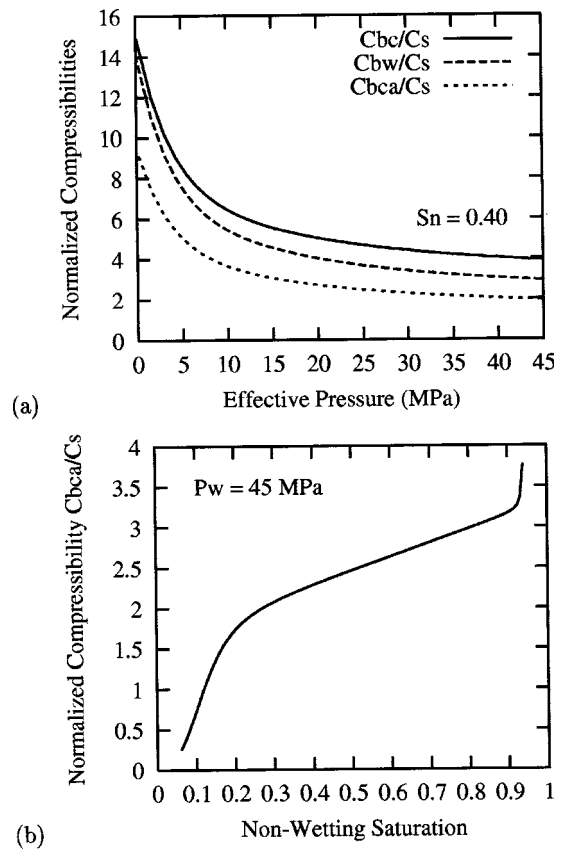 16
14
12
10
8
6
4
2
0
Normalized Compressibilities
Cbc/Cs
Cbw/Cs
Cbca/Cs
Sn = 0.40
0 5 10 15 20 25 30 35 40 45
Effective Pressure (MPa)
(a)
4
3.5
3
2.5
2
1.5
1
0.5
0
Normalized Compressibility Cbca/Cs
Pw = 45 MPa
0 0.1 0.2 0.3 0.4 0.5 0.6 0.7 0.8 0.9 1
Non-Wetting Saturation
(b)